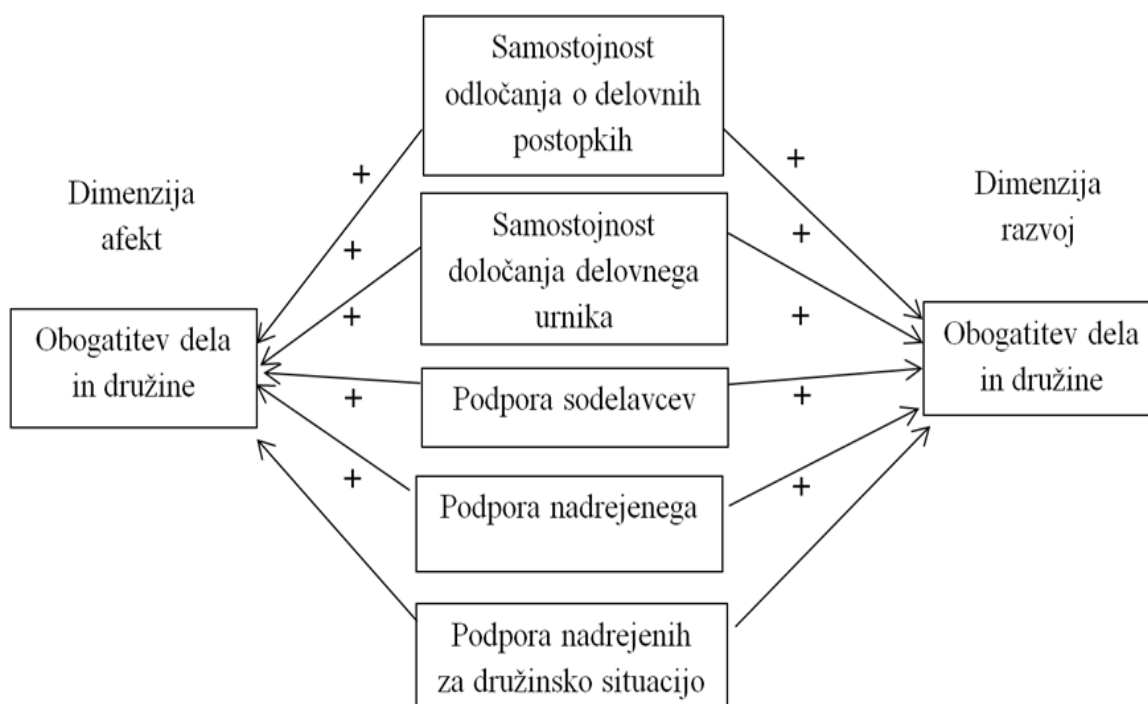 Samostojnost
odločanja o delovnih
postopkih
+
+
Dimenzija
afekt
Dimenzija
razvoj
Samostojnost
določanja delovnega
urnika
+
+
+
+
Obogatitev dela
in družine
Obogatitev dela
in družine
Podpora sodelavcev
+
+
Podpora nadrejenega
+
+
Podpora nadrejenih
za družinsko situacijo